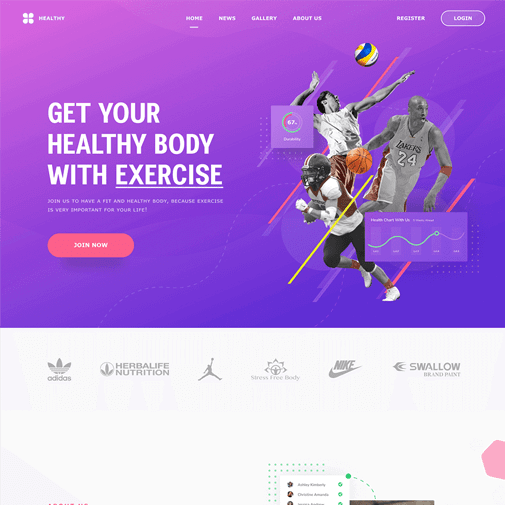 HEALTHY
HOME NEWS GALLERY ABOUT US
REGISTER LOGIN
GET YOUR
HEALTHY BODY
WITH EXERCISE
JOIN US TO HAVE A FIT AND HEALTHY BODY, BECAUSE EXERCISE
IS VERY IMPORTANT FOR YOUR LIFE!
JOIN NOW
67%
Durability
LAKERS
24
Health Chart With Us
adidas
HERBALIFE
NUTRITION
Stress Free Body
NIKE
SWALLOW
BRAND PAINT
Ashley Kimberly
Christine Amanda
ABOUT US